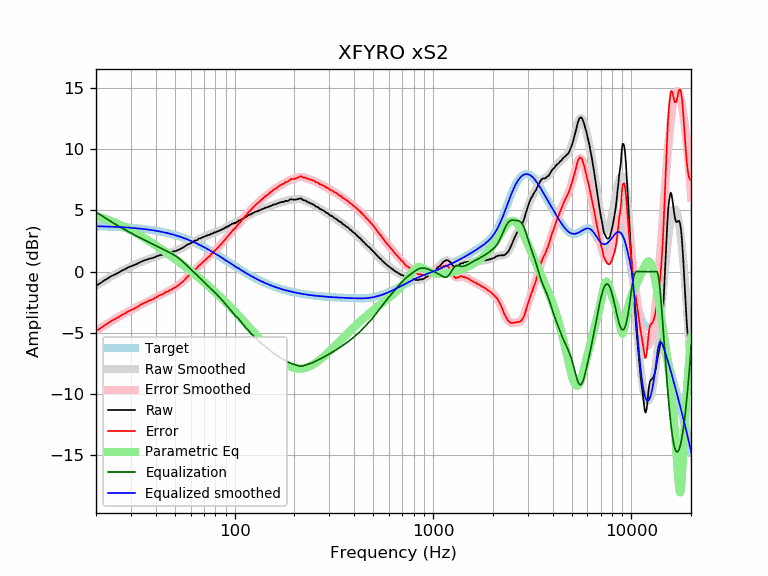 XFYRO xS2
Amplitude (dBr)
15
10
5
0
−5
−10
−15
Target
Raw Smoothed
Error Smoothed
Raw
Error
Parametric Eq
Equalization
Equalized smoothed
100 1000 10000
Frequency (Hz)